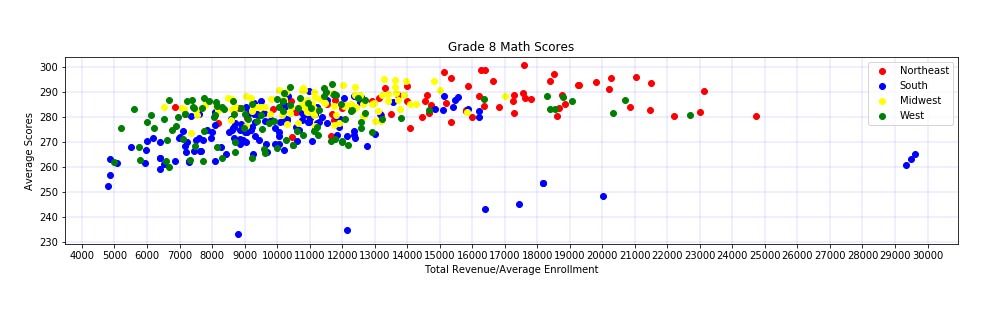 Grade 8 Math Scores
300
290
280
270
260
250
240
230
Average Scores
Northeast
South
Midwest
West
4000 5000 6000 7000 8000 9000 10000 11000 12000 13000 14000 15000 16000 17000 18000 19000 20000 21000 22000 23000 24000 25000 26000 27000 28000 29000 30000
Total Revenue/Average Enrollment